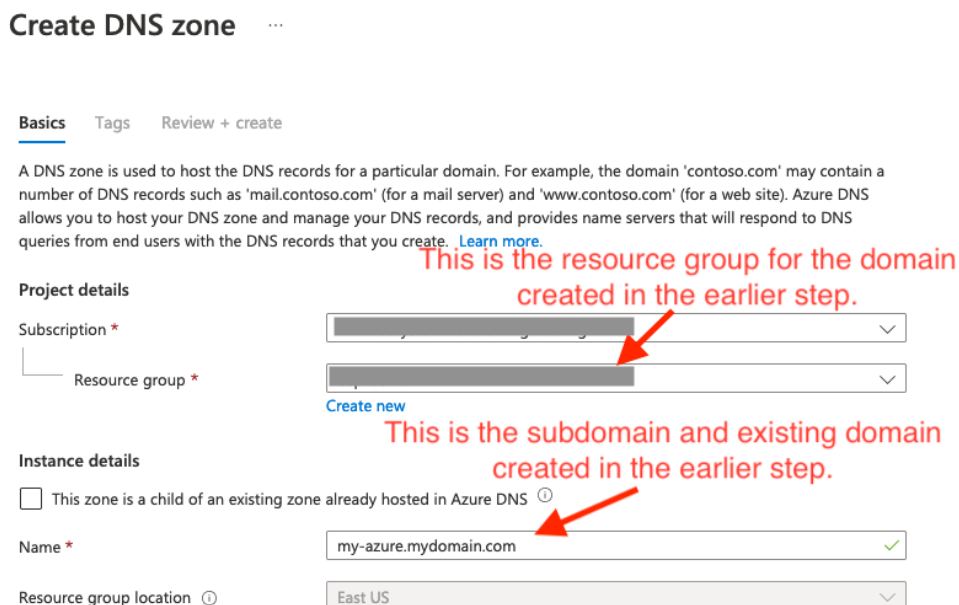 Create DNS zone ...
Basics Tags Review + create
A DNS zone is used to host the DNS records for a particular domain. For example, the domain 'contoso.com' may contain a
number of DNS records such as 'mail.contoso.com' (for a mail server) and 'www.contoso.com' (for a web site). Azure DNS
allows you to host your DNS zone and manage your DNS records, and provides name servers that will respond to DNS
queries from end users with the DNS records that you create. Learn more.
This is the resource group for the domain
created in the earlier step.
Project details
Subscription *
Resource group *
Create new
This is the subdomain and existing domain
created in the earlier step.
Instance details
This zone is a child of an existing zone already hosted in Azure DNS
Name *
my-azure.mydomain.com
Resource group location
East US